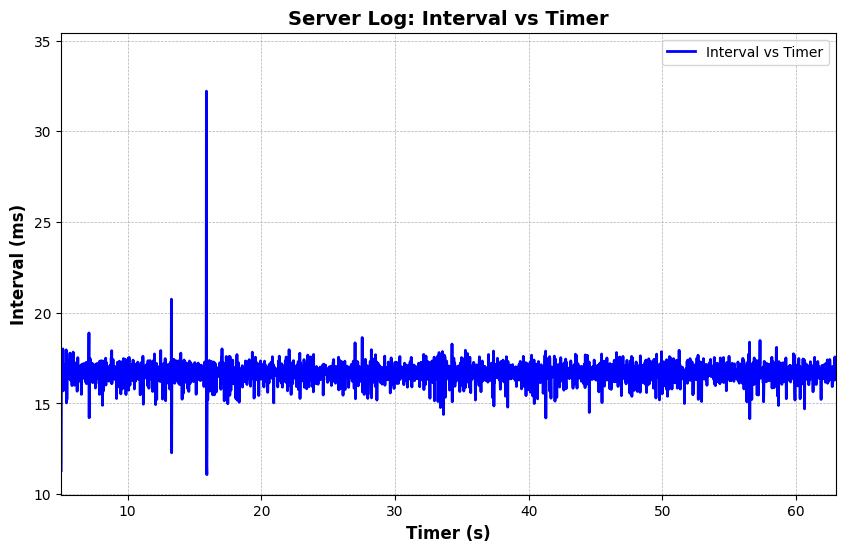 Server Log: Interval vs Timer
Interval vs Timer
35
30
25
20
15
10
Interval (ms)
10 20 30 40 50 60
Timer (s)